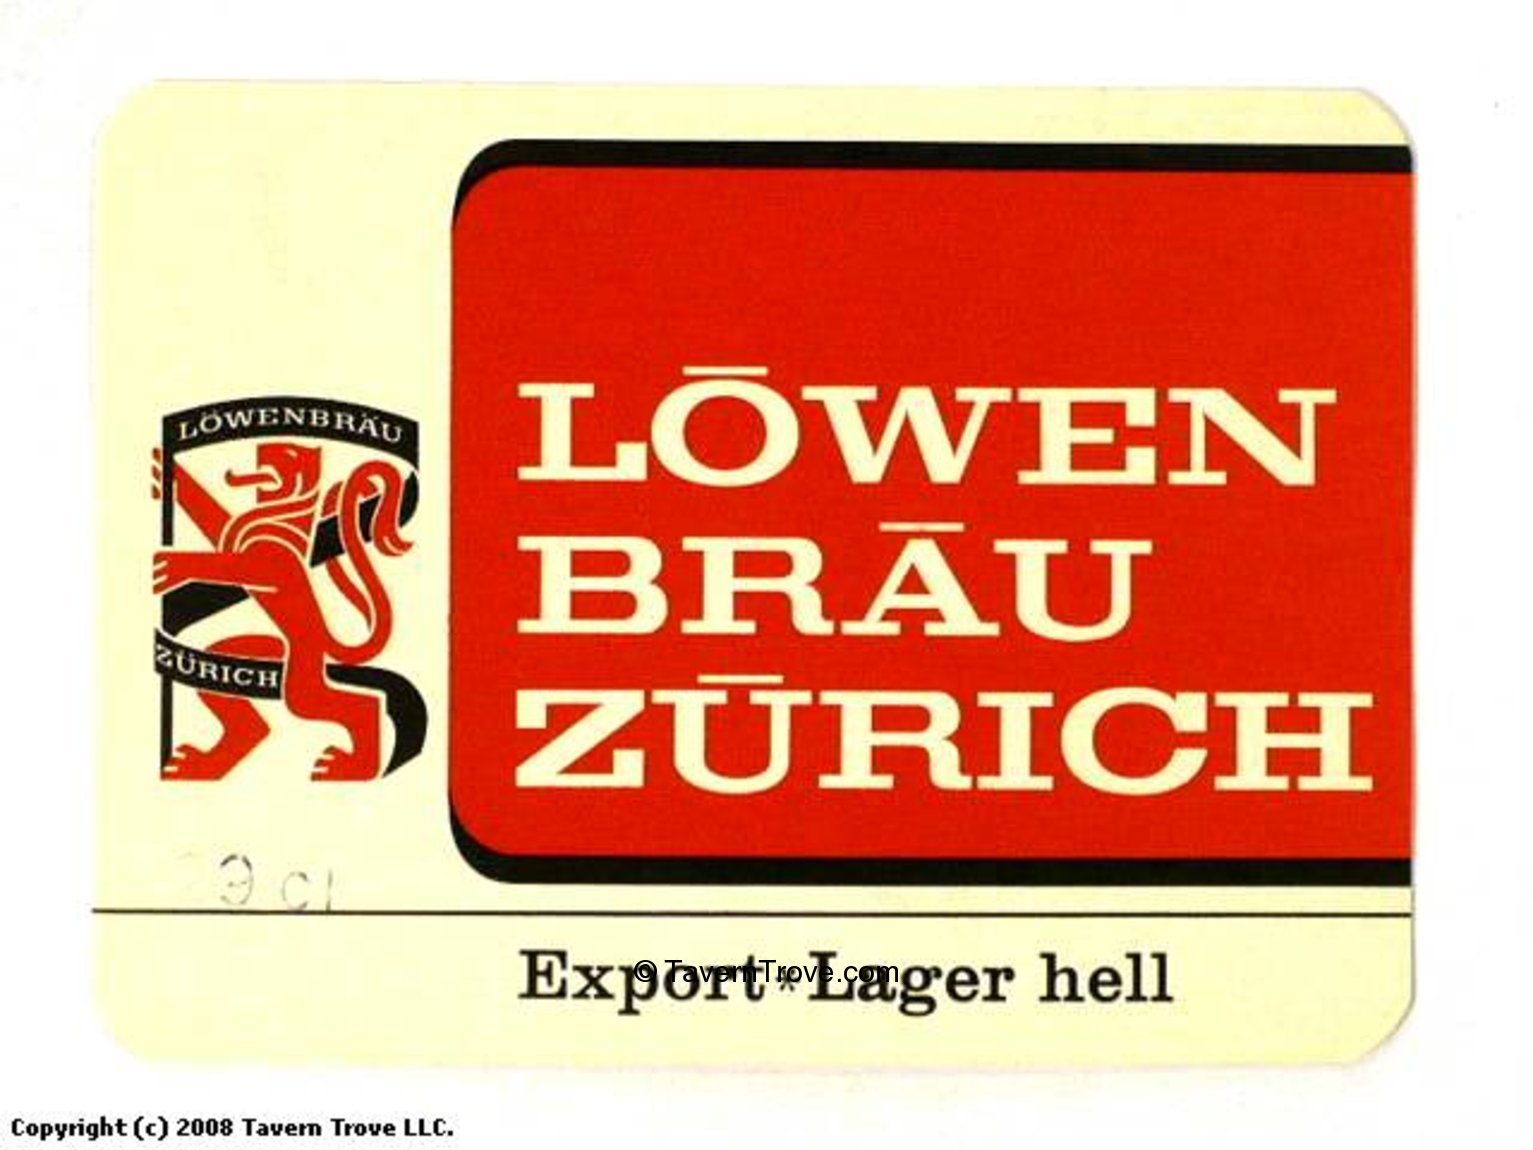 LÖWENBRÄU
ZÜRICH
LŌWEN
BRĀU
ZŪRICH
Export*Lager hell
© TavernTrove.com
Copyright (c) 2008 Tavern Trove LLC.